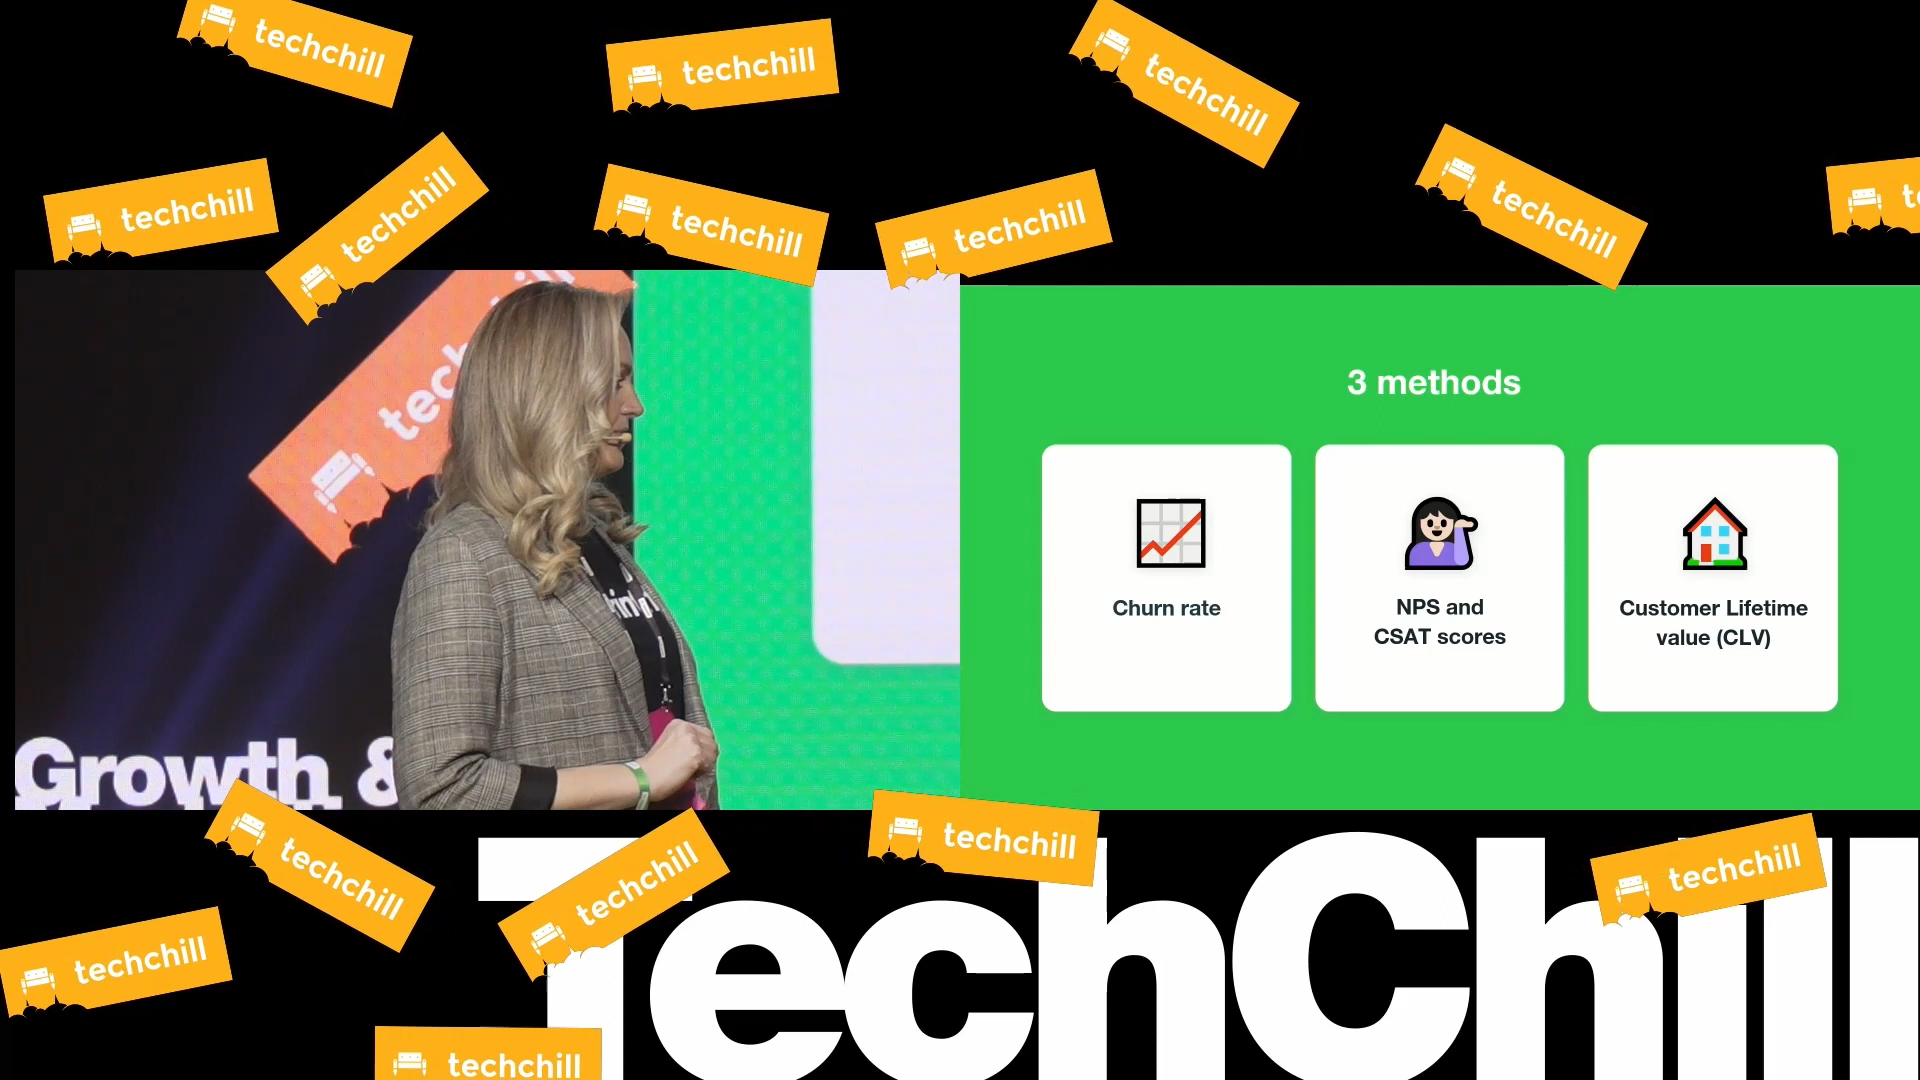 techchill
techchill
techchill
techchill
techchill
techchill
techchill
techchill
3 methods
Churn rate
NPS and
CSAT scores
Customer Lifetime
value (CLV)
Growth &
techchill
techchill
techchill
techchill
techchill
techchill
TechChill